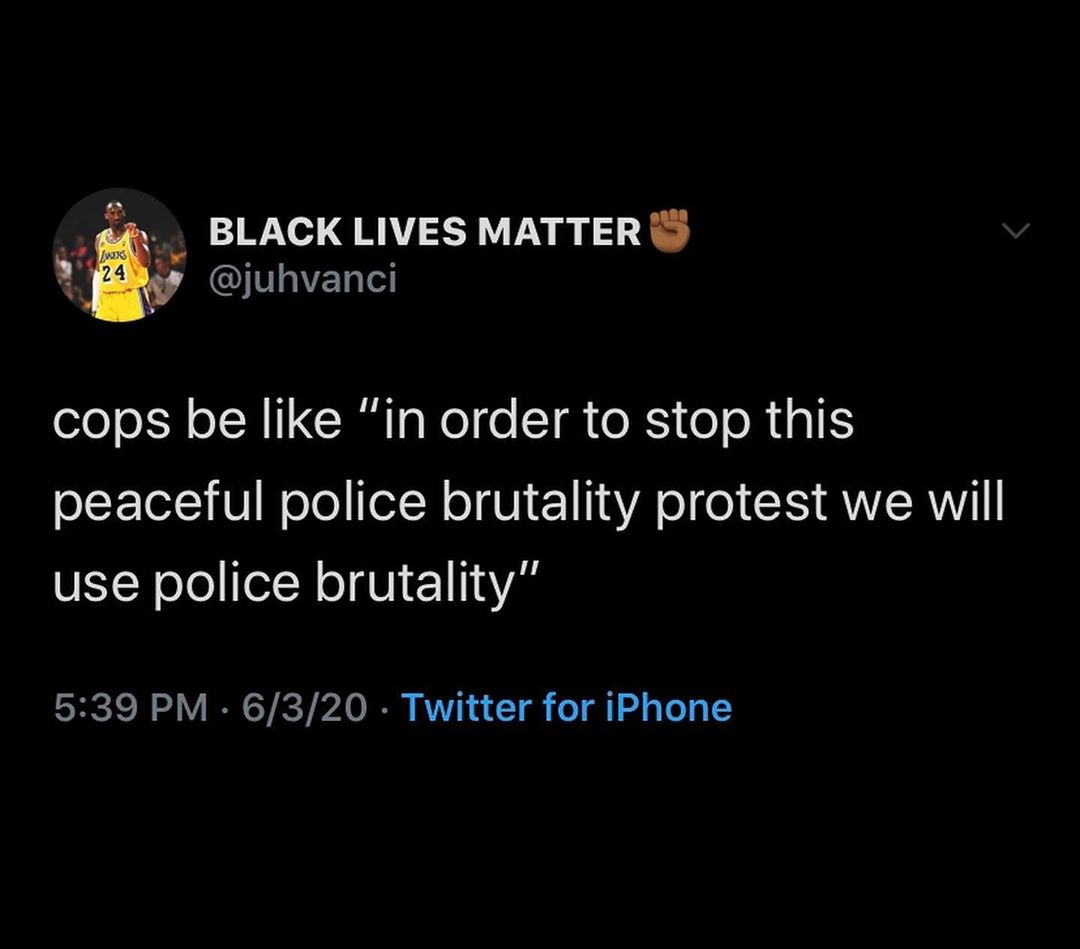 BLACK LIVES MATTER✊🏾
@juhvanci
LAKERS
24
cops be like “in order to stop this
peaceful police brutality protest we will
use police brutality”
5:39 PM · 6/3/20 · Twitter for iPhone